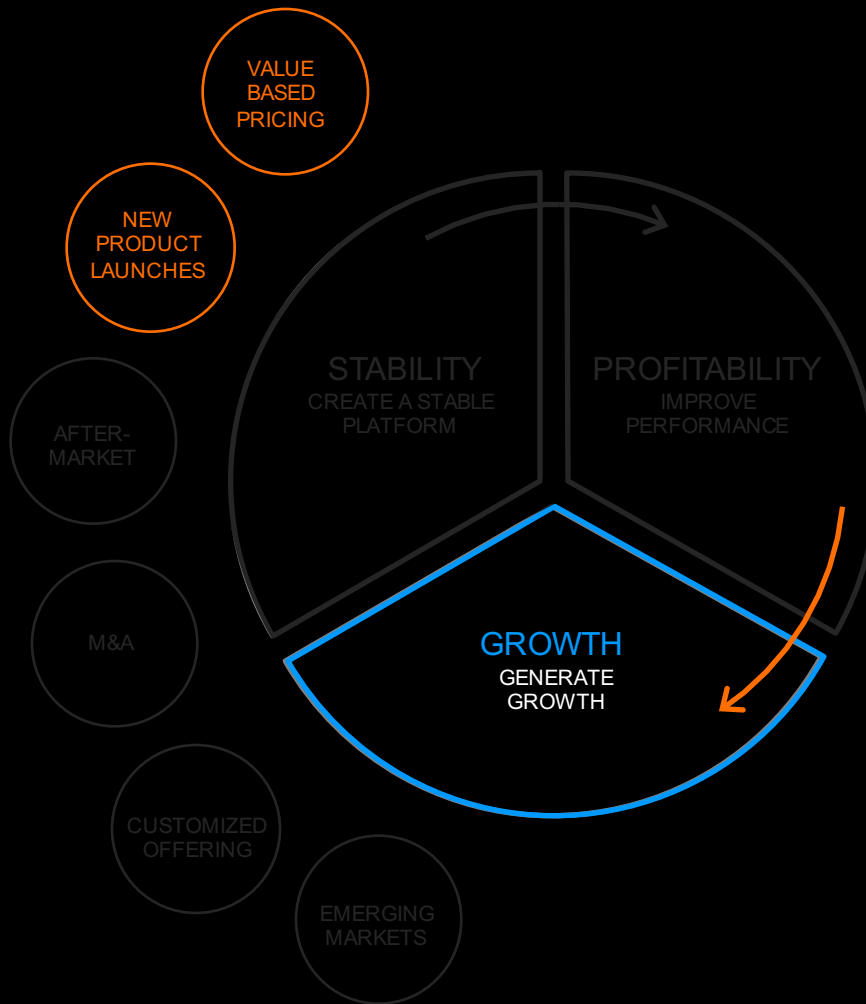 VALUE
BASED
PRICING
NEW
PRODUCT
LAUNCHES
STABILITY
CREATE A STABLE
PLATFORM
PROFITABILITY
IMPROVE
PERFORMANCE
AFTER-
MARKET
M&A
GROWTH
GENERATE
GROWTH
CUSTOMIZED
OFFERING
EMERGING
MARKETS